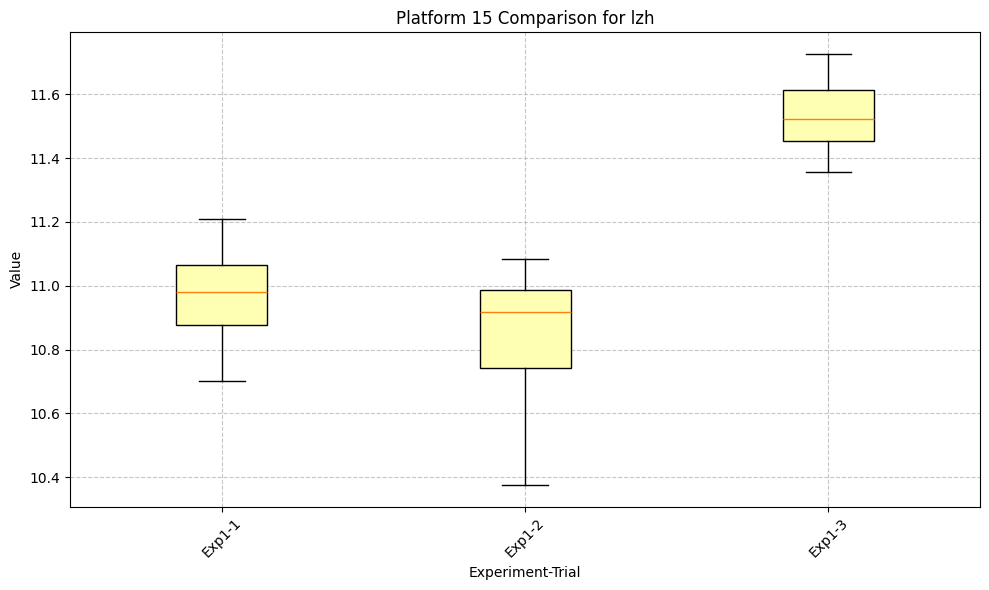 Platform 15 Comparison for lzh
Value
11.6
11.4
11.2
11.0
10.8
10.6
10.4
Exp1-1
Exp1-2
Exp1-3
Experiment-Trial